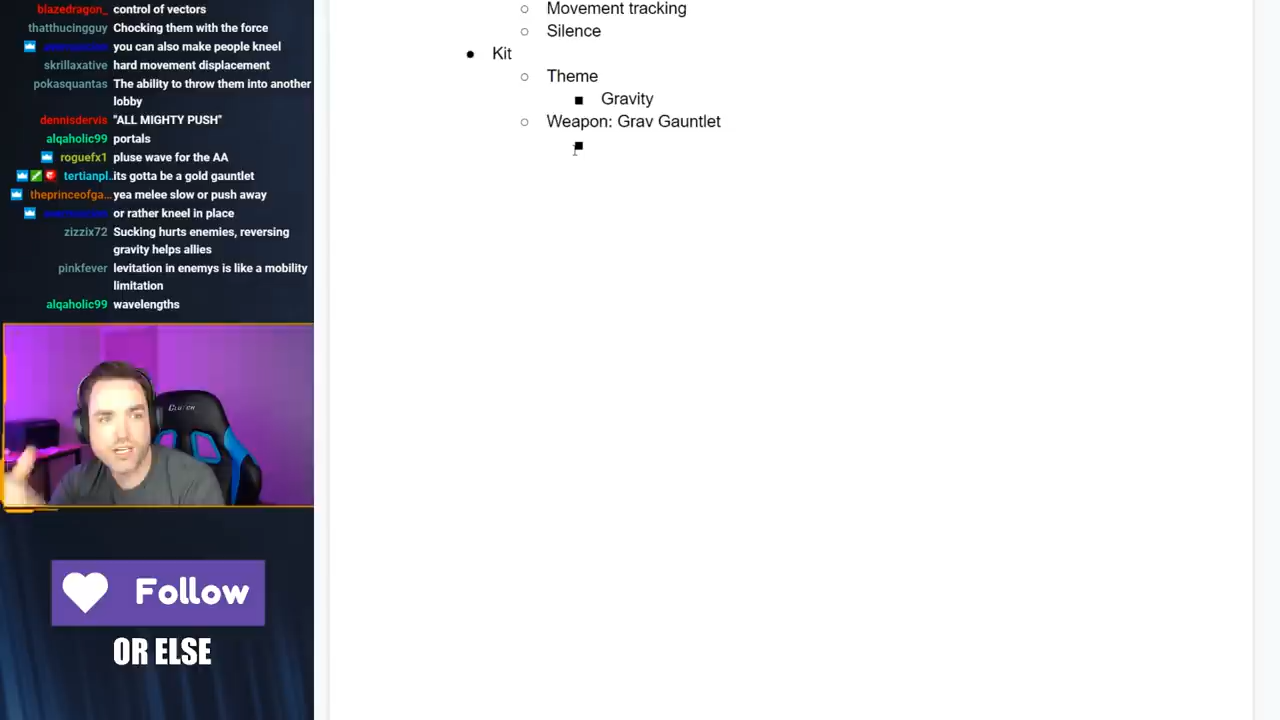 blazedragon_ control of vectors
thatthucingguy Chocking them with the force
you can also make people kneel
skrillaxative hard movement displacement
pokasquantas The ability to throw them into another
lobby
dennisdervis "ALL MIGHTY PUSH"
alqaholic99 portals
roguefx1 pluse wave for the AA
tertianpl.. its gotta be a gold gauntlet
theprinceofga... yea melee slow or push away
or rather kneel in place
zizzix72 Sucking hurts enemies, reversing
gravity helps allies
pinkfever levitation in enemys is like a mobility
limitation
alqaholic99 wavelengths
CLUTCH
Follow
OR ELSE
Movement tracking
Silence
Kit
Theme
Gravity
Weapon: Grav Gauntlet